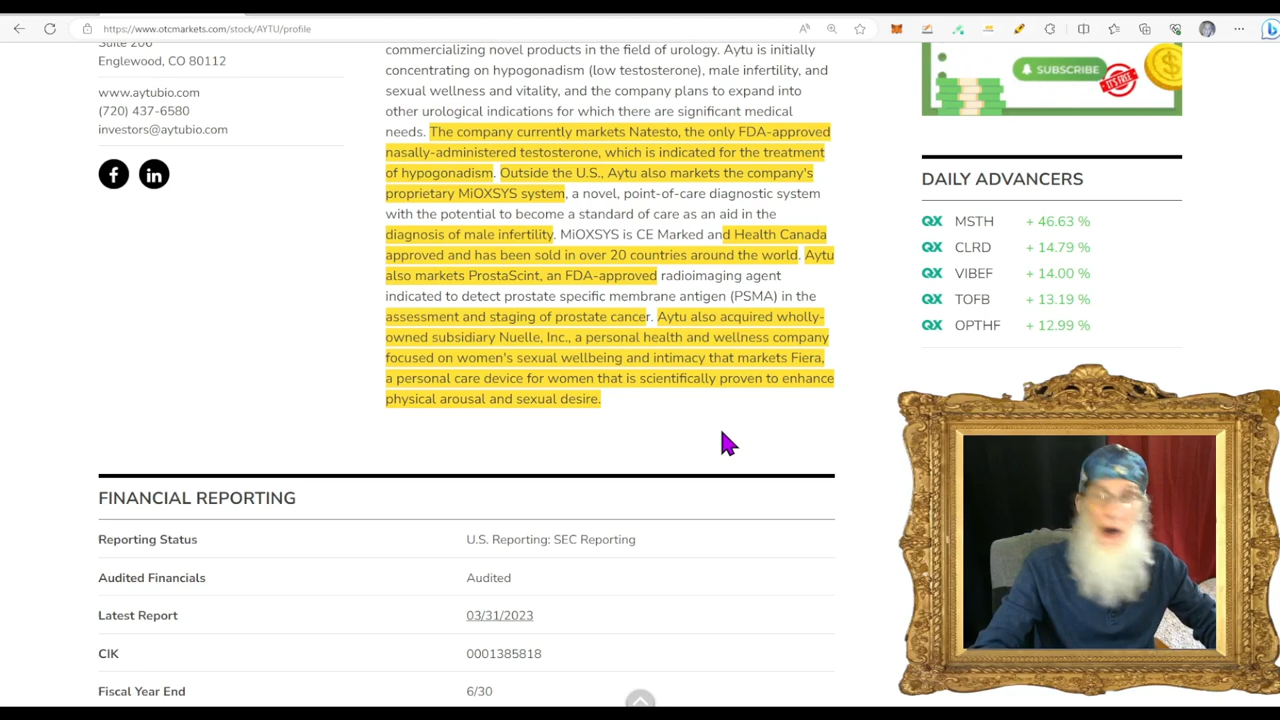 https://www.otcmarkets.com/stock/AYTU/profile
Suite 206
Englewood, CO 80112
www.aytubio.com
(720) 437-6580
investors@aytubio.com
commercializing novel products in the field of urology. Aytu is initially
concentrating on hypogonadism (low testosterone), male infertility, and
sexual wellness and vitality, and the company plans to expand into
other urological indications for which there are significant medical
needs. The company currently markets Natesto, the only FDA-approved
nasally-administered testosterone, which is indicated for the treatment
of hypogonadism. Outside the U.S., Aytu also markets the company's
proprietary MiOXSYS system, a novel, point-of-care diagnostic system
with the potential to become a standard of care as an aid in the
diagnosis of male infertility. MiOXSYS is CE Marked and Health Canada
approved and has been sold in over 20 countries around the world. Aytu
also markets ProstaScint, an FDA-approved radioimaging agent
indicated to detect prostate specific membrane antigen (PSMA) in the
assessment and staging of prostate cancer. Aytu also acquired wholly-
owned subsidiary Nuelle, Inc., a personal health and wellness company
focused on women's sexual wellbeing and intimacy that markets Fiera,
a personal care device for women that is scientifically proven to enhance
physical arousal and sexual desire.
SUBSCRIBE
IT'S FREE
DAILY ADVANCERS
QX MSTH + 46.63 %
QX CLRD + 14.79 %
QX VIBEF + 14.00 %
QX TOFB + 13.19 %
QX OPTHF + 12.99 %
FINANCIAL REPORTING
Reporting Status U.S. Reporting: SEC Reporting
Audited Financials Audited
Latest Report 03/31/2023
CIK 0001385818
Fiscal Year End 6/30